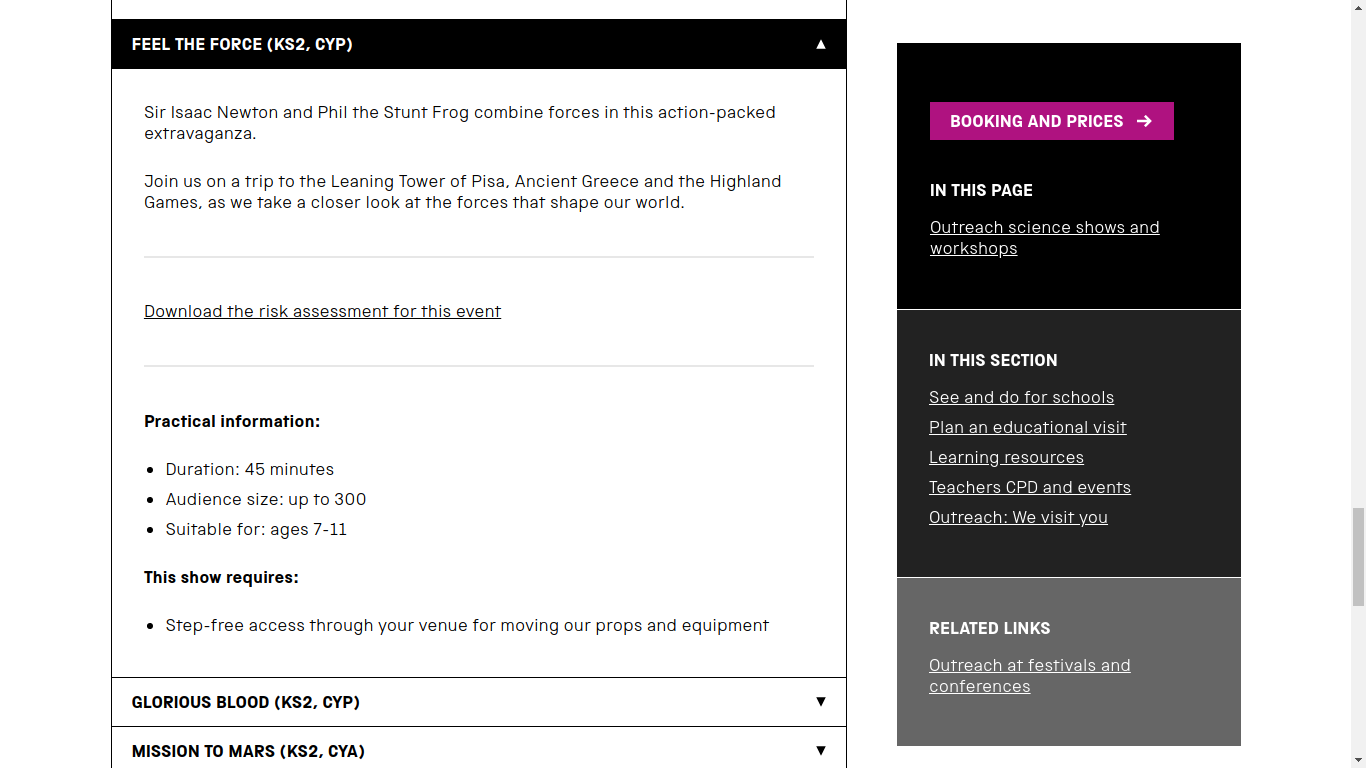 FEEL THE FORCE (KS2, CYP)
Sir Isaac Newton and Phil the Stunt Frog combine forces in this action-packed
extravaganza.
Join us on a trip to the Leaning Tower of Pisa, Ancient Greece and the Highland
Games, as we take a closer look at the forces that shape our world.
Download the risk assessment for this event
Practical information:
Duration: 45 minutes
Audience size: up to 300
Suitable for: ages 7-11
This show requires:
Step-free access through your venue for moving our props and equipment
GLORIOUS BLOOD (KS2, CYP)
MISSION TO MARS (KS2, CYA)
BOOKING AND PRICES
IN THIS PAGE
Outreach science shows and
workshops
IN THIS SECTION
See and do for schools
Plan an educational visit
Learning resources
Teachers CPD and events
Outreach: We visit you
RELATED LINKS
Outreach at festivals and
conferences